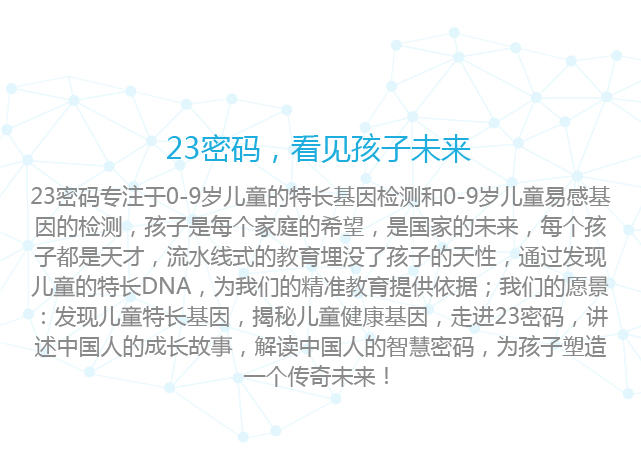 23密码，看见孩子未来
23密码专注于0-9岁儿童的特长基因检测和0-9岁儿童易感基
因的检测，孩子是每个家庭的希望，是国家的未来，每个孩
子都是天才，流水线式的教育埋没了孩子的天性，通过发现
儿童的特长DNA，为我们的精准教育提供依据；我们的愿景
：发现儿童特长基因，揭秘儿童健康基因，走进23密码，讲
述中国人的成长故事，解读中国人的智慧密码，为孩子塑造
一个传奇未来！